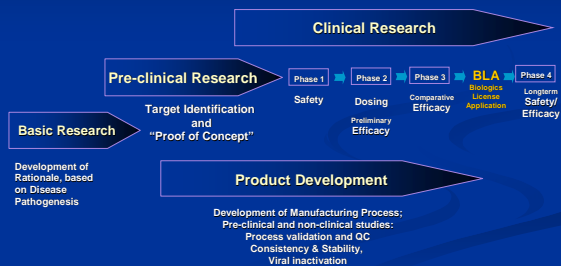 Clinical Research
Pre-clinical Research
Phase 1
Phase 2
Phase 3
BLA
Biologics
License
Application
Phase 4
Safety
Dosing
Preliminary
Efficacy
Comparative
Efficacy
Longterm
Safety/
Efficacy
Target Identification
and
“Proof of Concept”
Basic Research
Development of
Rationale, based
on Disease
Pathogenesis
Product Development
Development of Manufacturing Process;
Pre-clinical and non-clinical studies:
Process validation and QC
Consistency & Stability,
Viral inactivation